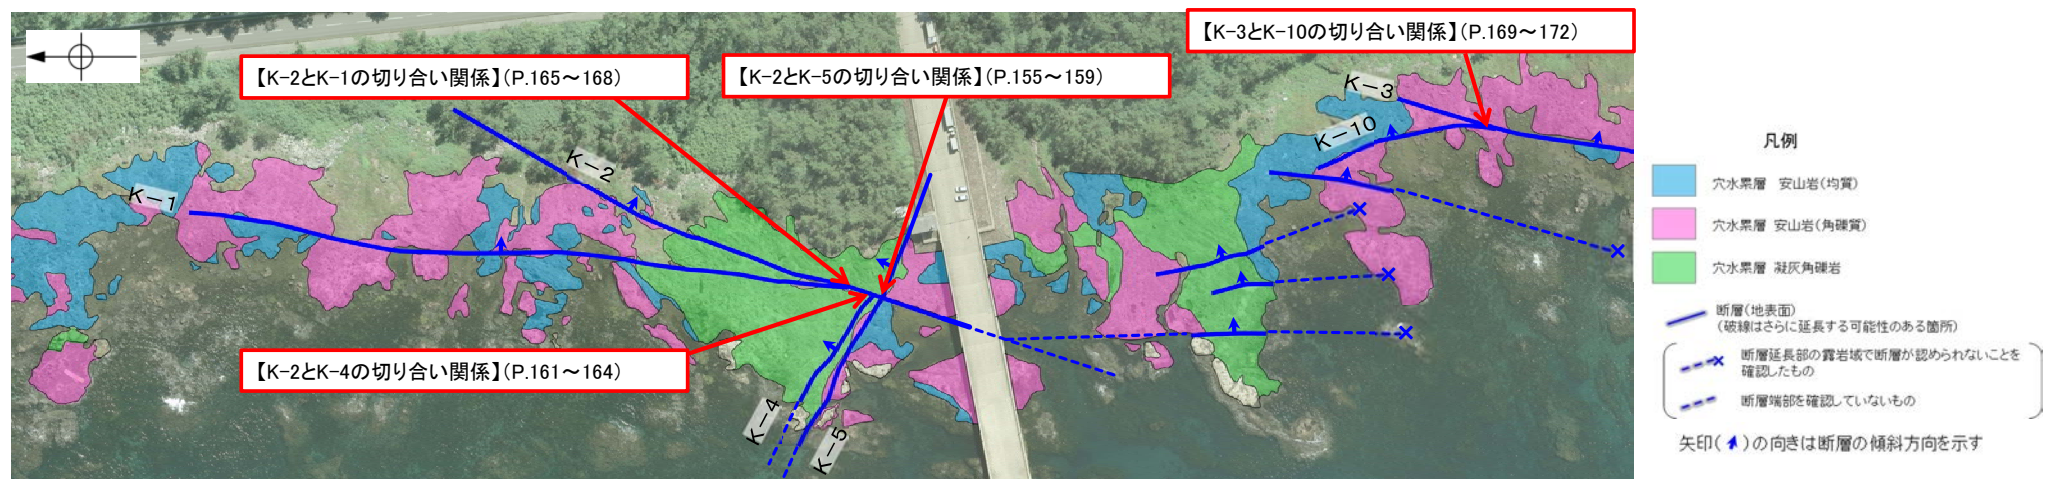 【K-3とK-10の切り合い関係】(P.169～172)
【K-2とK-1の切り合い関係】(P.165～168)
【K-2とK-5の切り合い関係】(P.155～159)
K-3
K-10
K-2
K-1
【K-2とK-4の切り合い関係】(P.161～164)
K-4
K-5
凡例
穴水累層 安山岩(均質)
穴水累層 安山岩(角礫質)
穴水累層 凝灰角礫岩
断層(地表面)
(破線はさらに延長する可能性のある箇所)
断層延長部の露岩域で断層が認められないことを
確認したもの
断層端部を確認していないもの
矢印( )の向きは断層の傾斜方向を示す